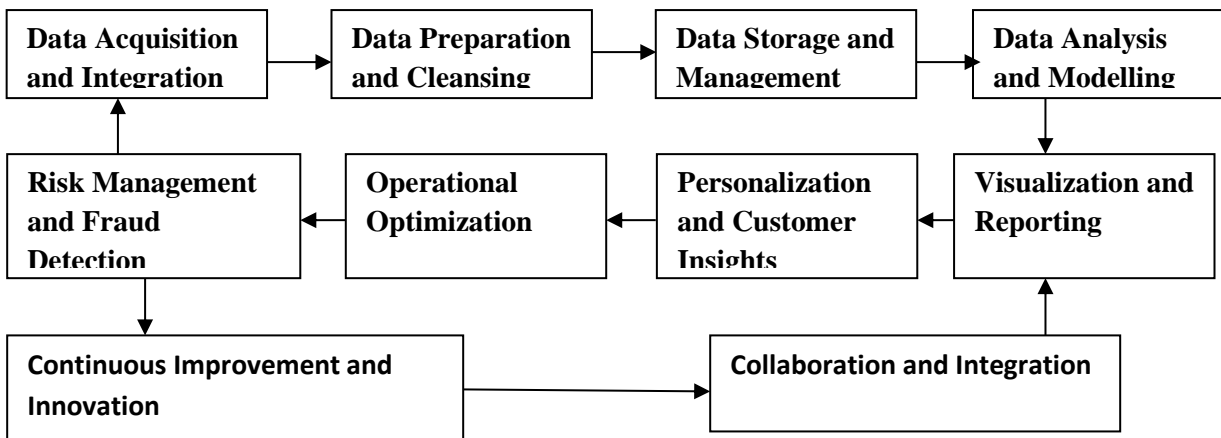 Data Acquisition
and Integration
Data Preparation
and Cleansing
Data Storage and
Management
Data Analysis
and Modelling
Risk Management
and Fraud
Detection
Operational
Optimization
Personalization
and Customer
Insights
Visualization and
Reporting
Continuous Improvement and
Innovation
Collaboration and Integration